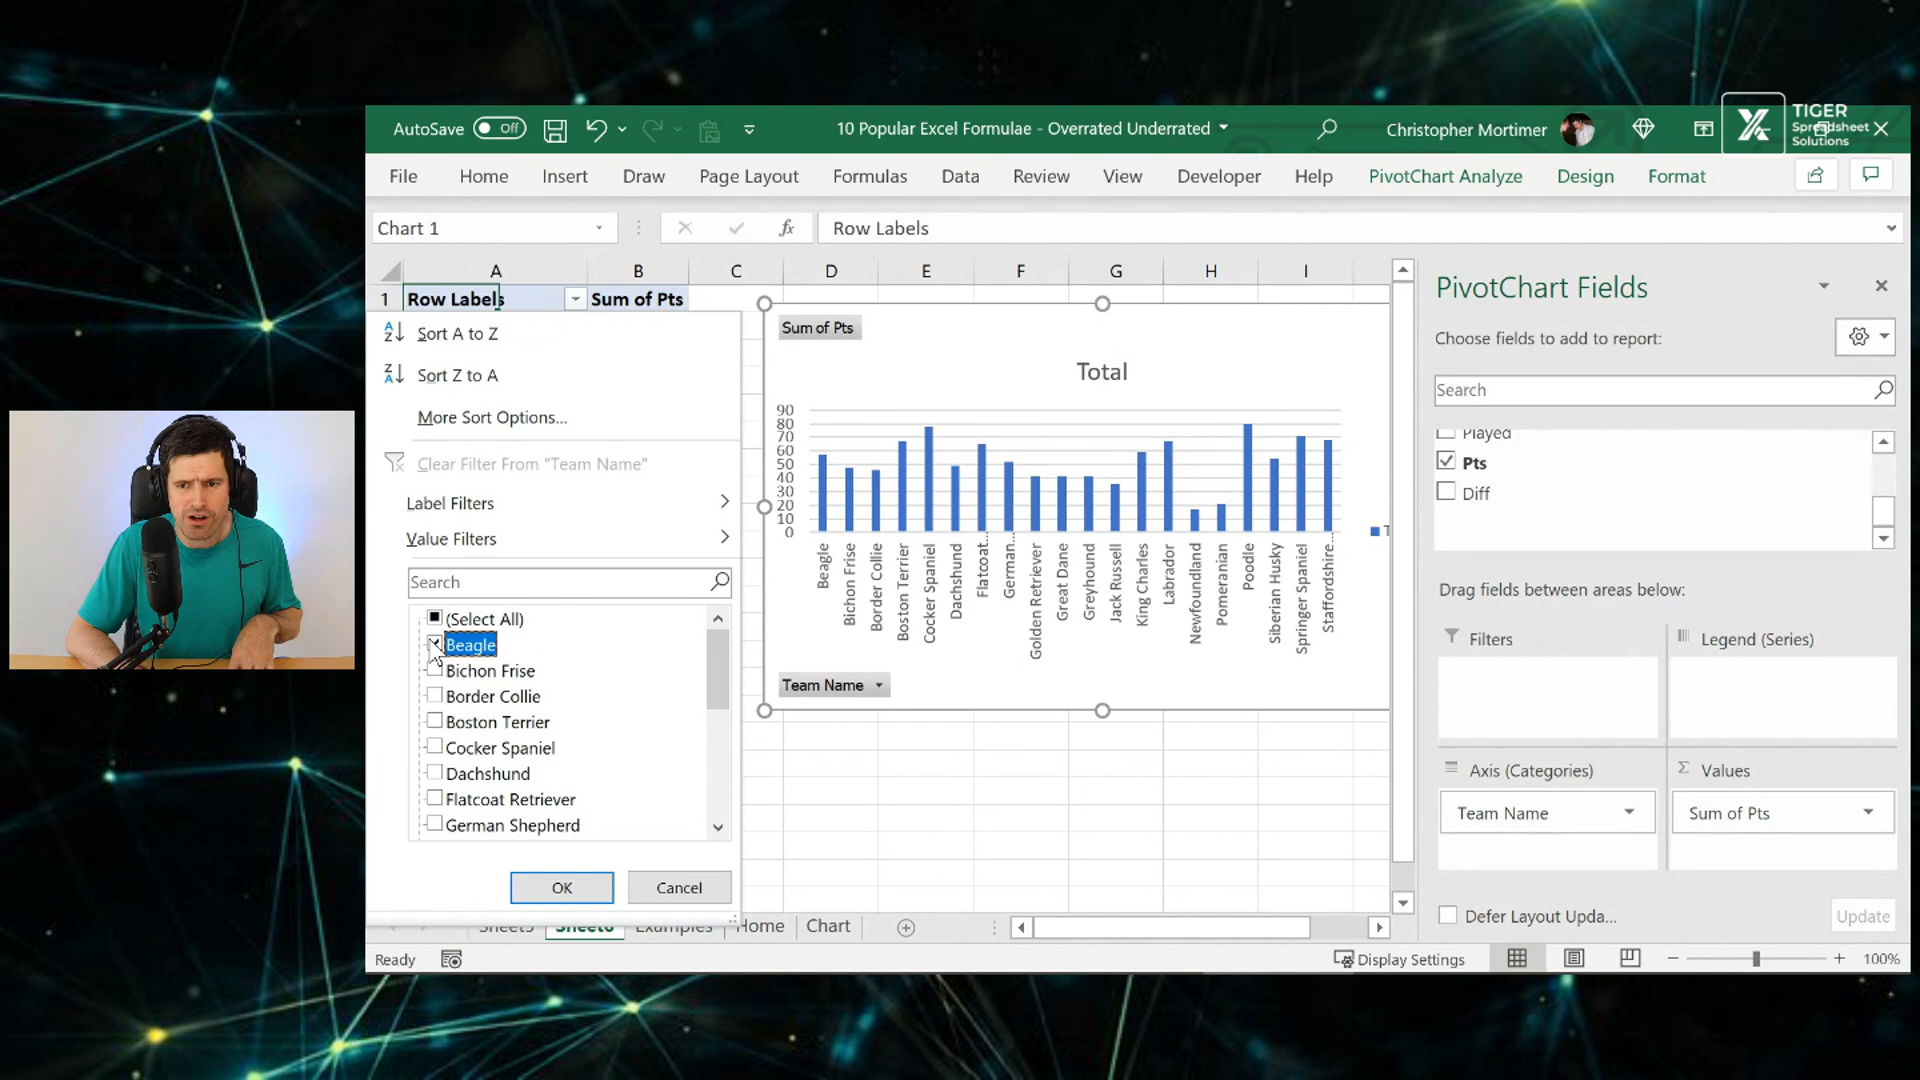 AutoSave Off
10 Popular Excel Formulae - Overrated Underrated
Christopher Mortimer
TIGER
Spreadsheet
Solutions
File Home Insert Draw Page Layout Formulas Data Review View Developer Help PivotChart Analyze Design Format
Chart 1
fx
Row Labels
A B C D E F G H I
1 Row Labels Sum of Pts
Sort A to Z
Sort Z to A
More Sort Options...
Clear Filter From "Team Name"
Label Filters
Value Filters
Search
(Select All)
Beagle
Bichon Frise
Border Collie
Boston Terrier
Cocker Spaniel
Dachshund
Flatcoat Retriever
German Shepherd
OK Cancel
Sum of Pts
Total
90
80
70
60
50
40
30
20
10
0
Beagle
Bichon Frise
Border Collie
Boston Terrier
Cocker Spaniel
Dachshund
Flatcoat...
German...
Golden Retriever
Great Dane
Greyhound
Jack Russell
King Charles
Labrador
Newfoundland
Pomeranian
Poodle
Siberian Husky
Springer Spaniel
Staffordshire...
T
Team Name
PivotChart Fields
Choose fields to add to report:
Search
Played
Pts
Diff
Drag fields between areas below:
Filters
Legend (Series)
Axis (Categories)
Values
Team Name
Sum of Pts
Defer Layout Upda...
Update
Examples Home Chart
Ready
Display Settings
100%